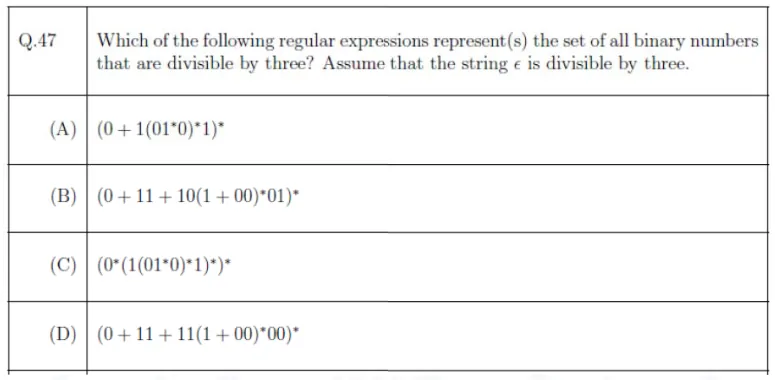 Q.47 Which of the following regular expressions represent(s) the set of all binary numbers
that are divisible by three? Assume that the string ϵ is divisible by three.
(A) (0 + 1(01*0)*1)*
(B) (0 + 11 + 10(1 + 00)*01)*
(C) (0*(1(01*0)*1)*)*
(D) (0 + 11 + 11(1 + 00)*00)*